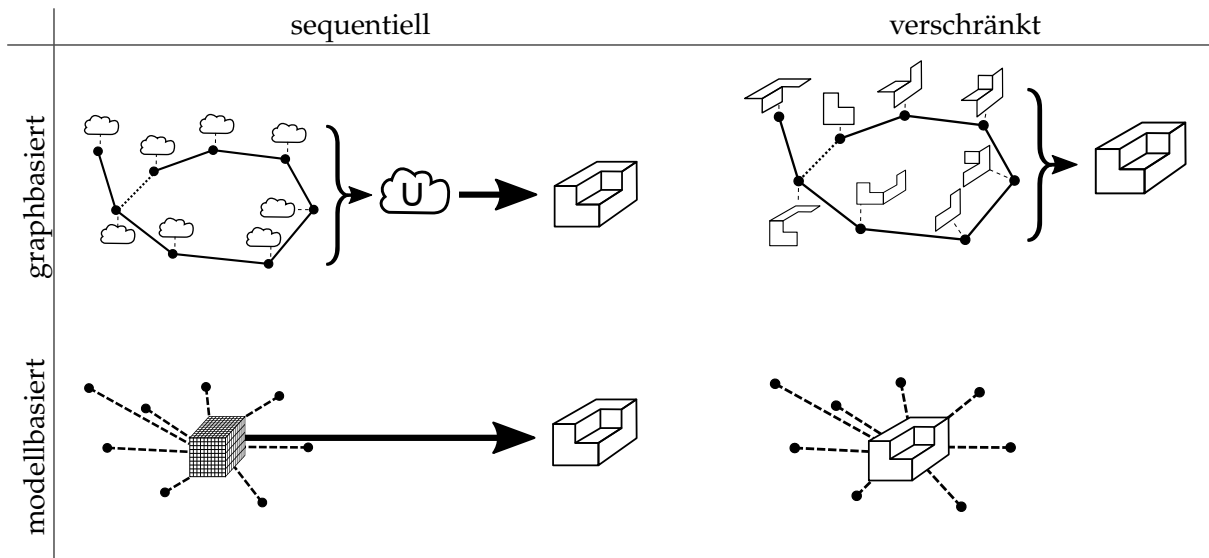 sequentiell
verschränkt
graphbasiert
U
modellbasiert